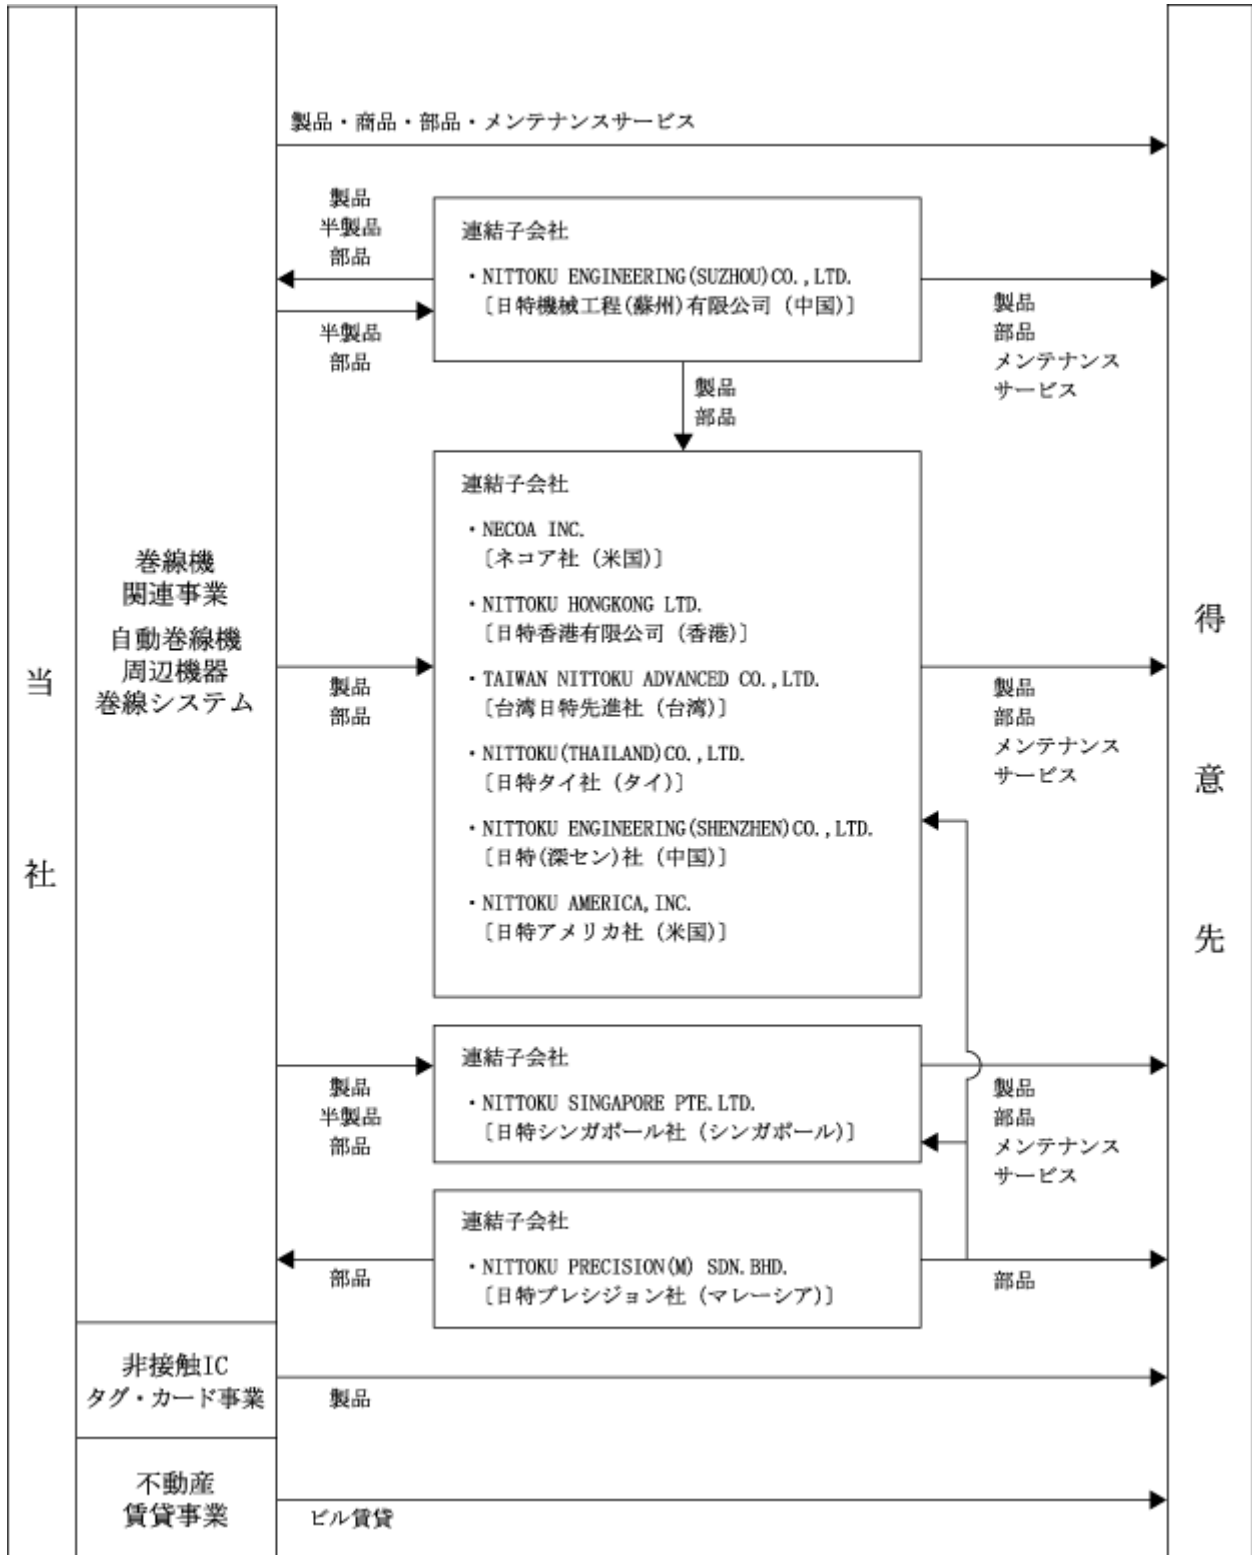 当
社
巻線機
関連事業
自動巻線機
周辺機器
巻線システム
非接触IC
タグ・カード事業
不動産
賃貸事業
製品・商品・部品・メンテナンスサービス
製品
半製品
部品
半製品
部品
連結子会社
・NITTOKU ENGINEERING(SUZHOU)CO.,LTD.
〔日特機械工程(蘇州)有限公司 (中国)〕
製品
部品
メンテナンス
サービス
製品
部品
連結子会社
・NECOA INC.
〔ネコア社 (米国)〕
・NITTOKU HONGKONG LTD.
〔日特香港有限公司 (香港)〕
・TAIWAN NITTOKU ADVANCED CO.,LTD.
〔台湾日特先進社 (台湾)〕
・NITTOKU(THAILAND)CO.,LTD.
〔日特タイ社 (タイ)〕
・NITTOKU ENGINEERING(SHENZHEN)CO.,LTD.
〔日特(深セン)社 (中国)〕
・NITTOKU AMERICA,INC.
〔日特アメリカ社 (米国)〕
製品
部品
製品
部品
メンテナンス
サービス
製品
半製品
部品
連結子会社
・NITTOKU SINGAPORE PTE.LTD.
〔日特シンガポール社 (シンガポール)〕
製品
部品
メンテナンス
サービス
部品
連結子会社
・NITTOKU PRECISION(M) SDN.BHD.
〔日特プレシジョン社 (マレーシア)〕
部品
製品
ビル賃貸
得
意
先